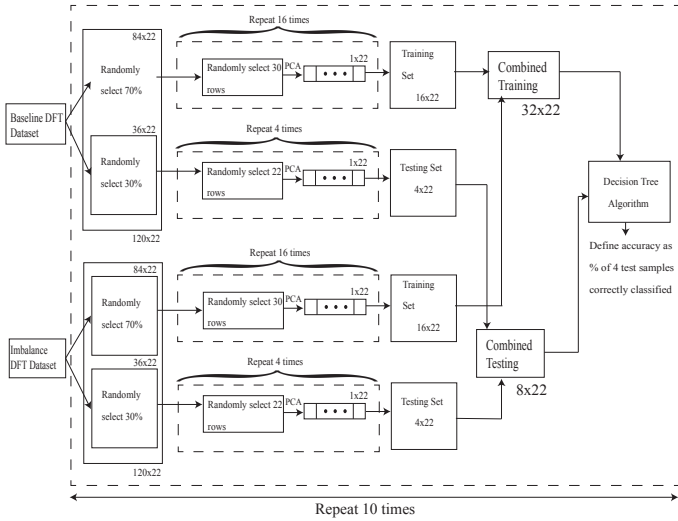 Repeat 16 times
84x22
Randomly
select 70%
Randomly select 30
rows
PCA
1x22
Training
Set
16x22
Combined
Training
32x22
Baseline DFT
Dataset
36x22
Randomly
select 30%
120x22
Repeat 4 times
Randomly select 22
rows
PCA
1x22
Testing Set
4x22
Decision Tree
Algorithm
Define accuracy as
% of 4 test samples
correctly classified
Repeat 16 times
84x22
Randomly
select 70%
Randomly select 30
rows
PCA
1x22
Training
Set
16x22
Imbalance
DFT Dataset
36x22
Randomly
select 30%
120x22
Repeat 4 times
Randomly select 22
rows
PCA
1x22
Testing Set
4x22
Combined
Testing
8x22
Repeat 10 times